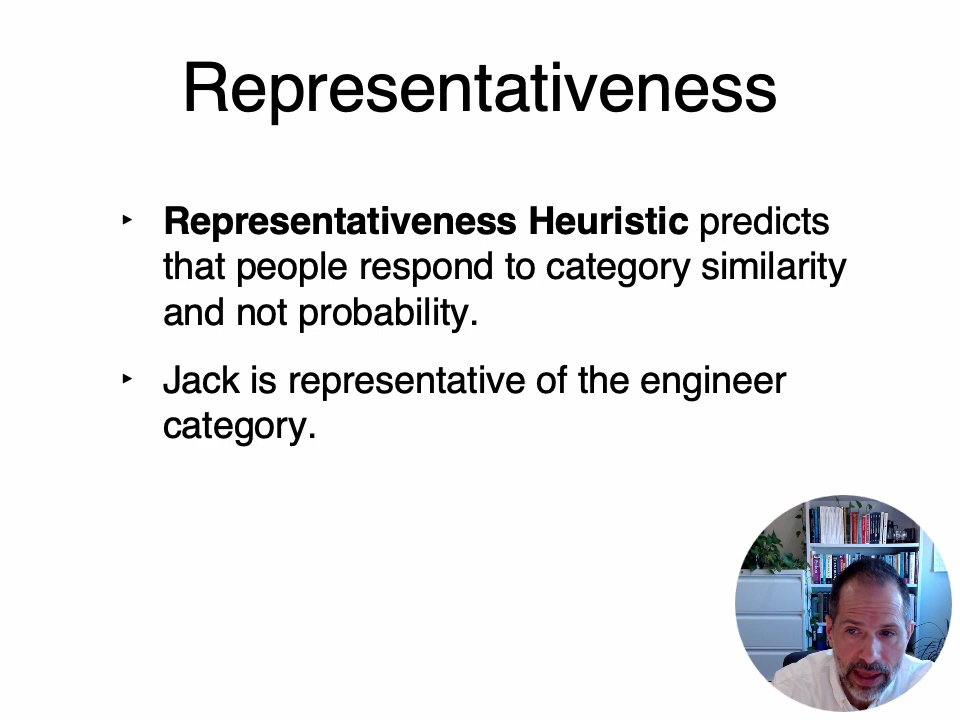 Representativeness
‣ Representativeness Heuristic predicts
that people respond to category similarity
and not probability.
‣ Jack is representative of the engineer
category.